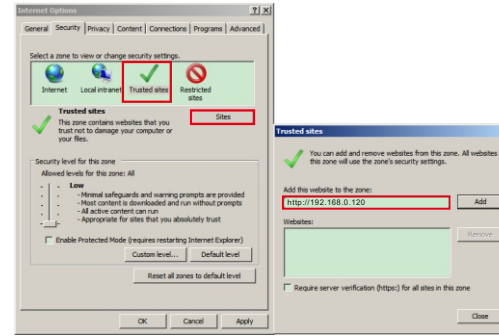 Internet Options
General Security Privacy Content Connections Programs Advanced
Select a zone to view or change security settings.
Internet Local intranet Trusted sites Restricted sites
Trusted sites
This zone contains websites that you
trust not to damage your computer or
your files.
Sites
Security level for this zone
Allowed levels for this zone: All
Low
- Minimal safeguards and warning prompts are provided
- Most content is downloaded and run without prompts
- All active content can run
- Appropriate for sites that you absolutely trust
Enable Protected Mode (requires restarting Internet Explorer)
Custom level... Default level
Reset all zones to default level
OK Cancel Apply
Trusted sites
You can add and remove websites from this zone. All websites
this zone will use the zone's security settings.
Add this website to the zone:
http://192.168.0.120 Add
Websites:
Remove
Require server verification (https:) for all sites in this zone
Close